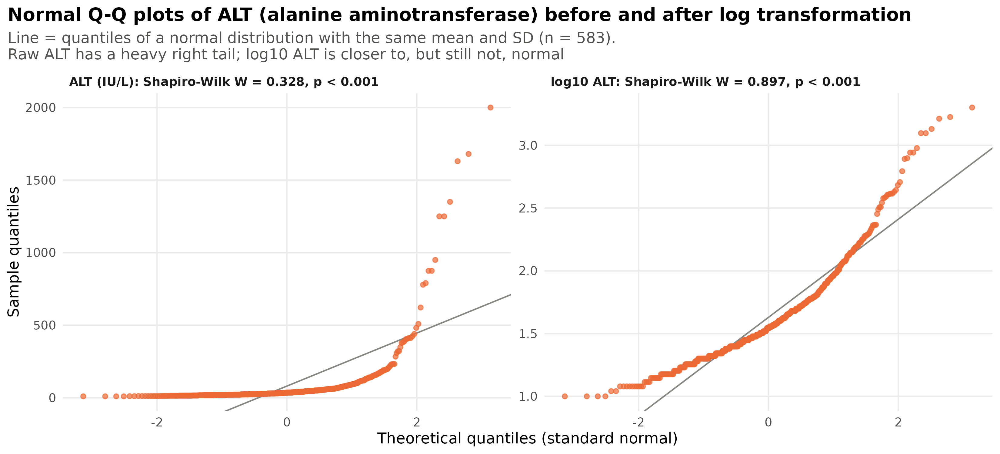 Normal Q-Q plots of ALT (alanine aminotransferase) before and after log transformation
Line = quantiles of a normal distribution with the same mean and SD (n = 583).
Raw ALT has a heavy right tail; log10 ALT is closer to, but still not, normal
ALT (IU/L): Shapiro-Wilk W = 0.328, p < 0.001
log10 ALT: Shapiro-Wilk W = 0.897, p < 0.001
Sample quantiles
2000
1500
1000
500
0
3.0
2.5
2.0
1.5
1.0
-2
0
2
-2
0
2
Theoretical quantiles (standard normal)